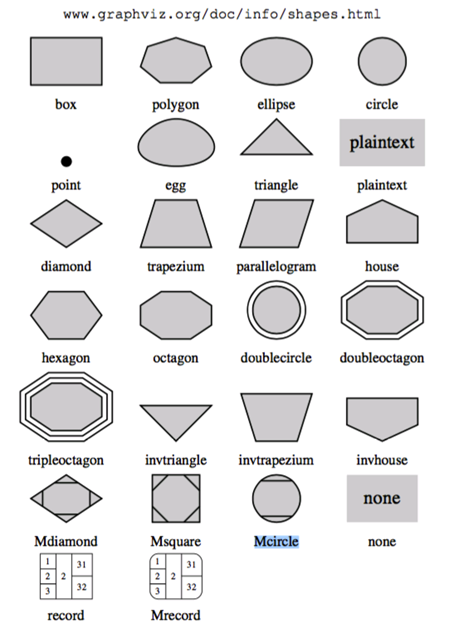 www.graphviz.org/doc/info/shapes.html
box polygon ellipse circle
plaintext
point egg triangle plaintext
diamond trapezium parallelogram house
hexagon octagon doublecircle doubleoctagon
tripleoctagon invtriangle invtrapezium invhouse
none
Mdiamond Msquare Mcircle none
1 2 3 2 31 32 1 2 3 2 31 32
record Mrecord